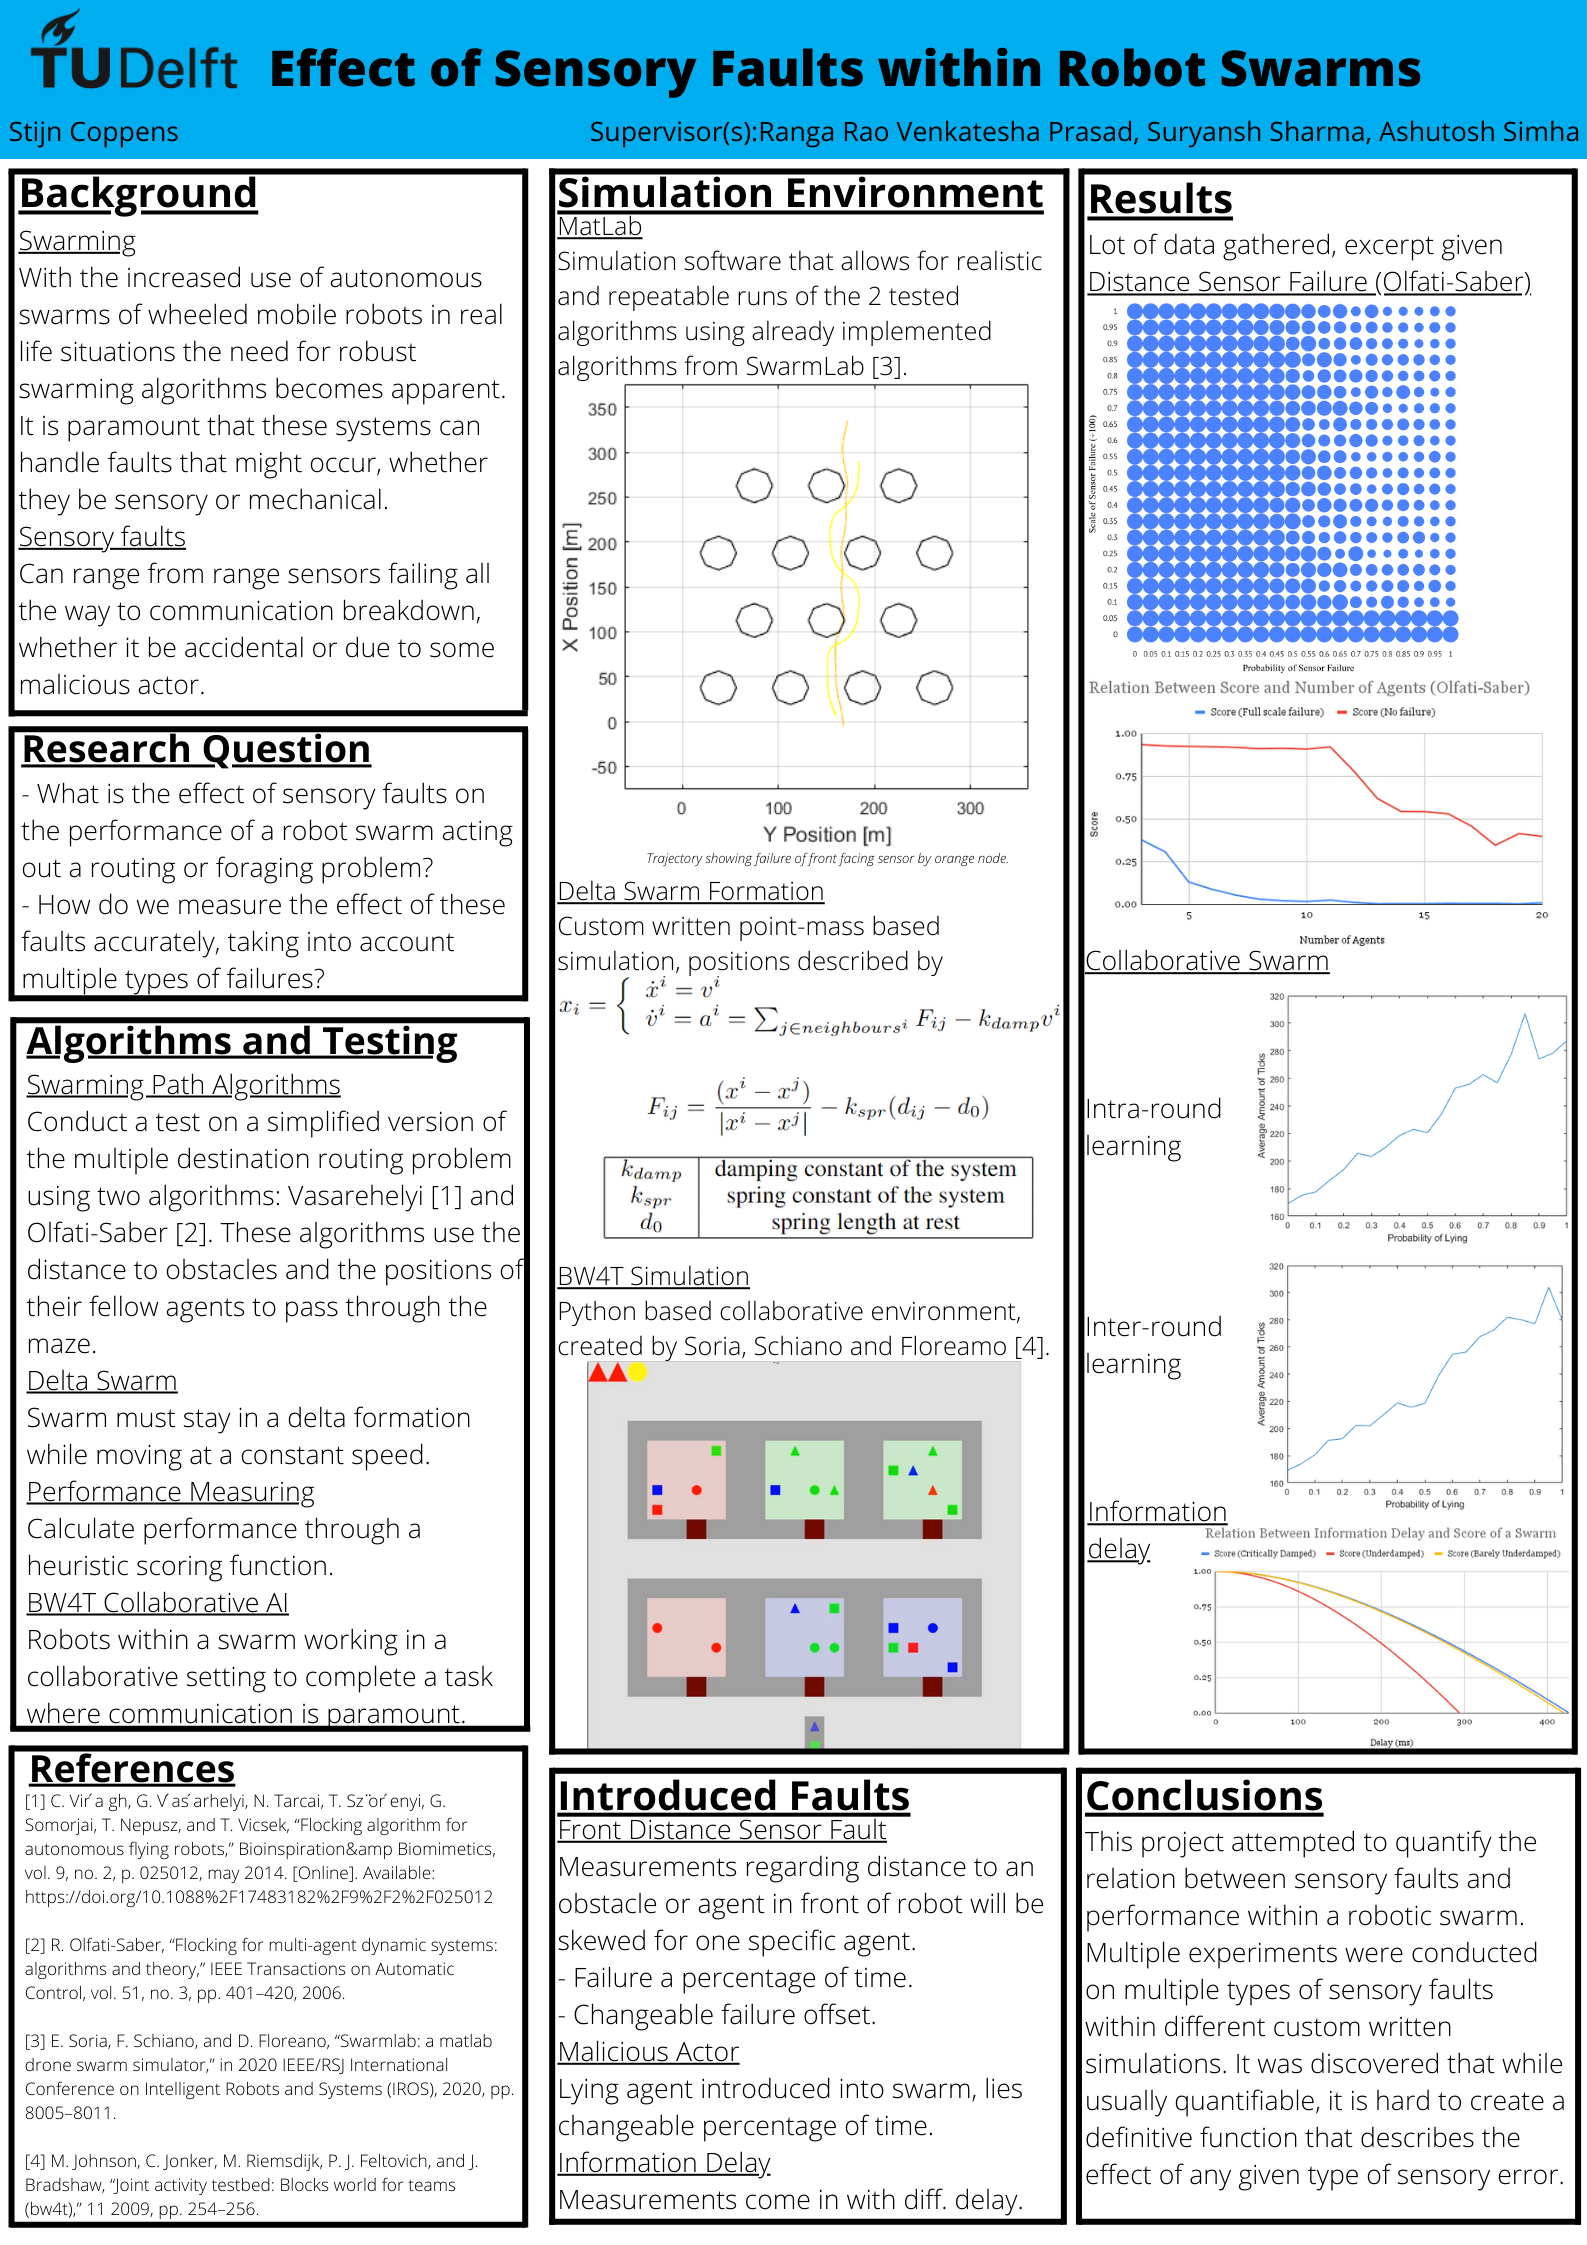 TU Delft
Effect of Sensory Faults within Robot Swarms
Stijn Coppens
Supervisor(s):Ranga Rao Venkatesha Prasad, Suryansh Sharma, Ashutosh Simha
Background
Swarming
With the increased use of autonomous
swarms of wheeled mobile robots in real
life situations the need for robust
swarming algorithms becomes apparent.
It is paramount that these systems can
handle faults that might occur, whether
they be sensory or mechanical.
Sensory faults
Can range from range sensors failing all
the way to communication breakdown,
whether it be accidental or due to some
malicious actor.
Research Question
- What is the effect of sensory faults on
the performance of a robot swarm acting
out a routing or foraging problem?
- How do we measure the effect of these
faults accurately, taking into account
multiple types of failures?
Algorithms and Testing
Swarming Path Algorithms
Conduct a test on a simplified version of
the multiple destination routing problem
using two algorithms: Vasarehelyi [1] and
Olfati-Saber [2]. These algorithms use the
distance to obstacles and the positions of
their fellow agents to pass through the
maze.
Delta Swarm
Swarm must stay in a delta formation
while moving at a constant speed.
Performance Measuring
Calculate performance through a
heuristic scoring function.
BW4T Collaborative AI
Robots within a swarm working in a
collaborative setting to complete a task
where communication is paramount.
References
[1] C. Vir ́a gh, G. V ́as ́arhelyi, N. Tarcai, T. Sz ̈or ́enyi, G.
Somorjai, T. Nepusz, and T. Vicsek, “Flocking algorithm for
autonomous flying robots,” Bioinspiration&amp Biomimetics,
vol. 9, no. 2, p. 025012, may 2014. [Online]. Available:
https://doi.org/10.1088%2F17483182%2F9%2F2%2F025012
[2] R. Olfati-Saber, “Flocking for multi-agent dynamic systems:
algorithms and theory,” IEEE Transactions on Automatic
Control, vol. 51, no. 3, pp. 401–420, 2006.
[3] E. Soria, F. Schiano, and D. Floreano, “Swarmlab: a matlab
drone swarm simulator,” in 2020 IEEE/RSJ International
Conference on Intelligent Robots and Systems (IROS), 2020, pp.
8005–8011.
[4] M. Johnson, C. Jonker, M. Riemsdijk, P. J. Feltovich, and J.
Bradshaw, “Joint activity testbed: Blocks world for teams
(bw4t),” 11 2009, pp. 254–256.
Simulation Environment
MatLab
Simulation software that allows for realistic
and repeatable runs of the 2 tested
algorithms using already implemented
algorithms from SwarmLab [3].
350
300
250
200
150
100
50
0
-50
X Position [m]
0 100 200 300
Y Position [m]
Trajectory showing failure of front facing sensor by orange node.
Delta Swarm Formation
Custom written point-mass based
simulation, positions described by
xᵢ = { ẋⁱ = vⁱ
v̇ⁱ = aⁱ = ∑_{j∈neighboursⁱ} F_{ij} − k_{damp}vⁱ
F_{ij} = (xⁱ − xʲ) / |xⁱ − xʲ| − k_{spr}(d_{ij} − d₀)
k_{damp} damping constant of the system
k_{spr} spring constant of the system
d₀ spring length at rest
BW4T Simulation
Python based collaborative environment,
created by Soria, Schiano and Floreamo [4].
Introduced Faults
Front Distance Sensor Fault
Measurements regarding distance to an
obstacle or agent in front of robot will be
skewed for one specific agent.
- Failure a percentage of time.
- Changeable failure offset.
Malicious Actor
Lying agent introduced into swarm, lies
changeable percentage of time.
Information Delay
Measurements come in with diff. delay.
Results
Lot of data gathered, excerpt given
Distance Sensor Failure (Olfati-Saber)
1
0.95
0.9
0.85
0.8
0.75
0.7
0.65
0.6
0.55
0.5
0.45
0.4
0.35
0.3
0.25
0.2
0.15
0.1
0.05
0
Scale of Sensor Failure (÷100)
0 0.05 0.1 0.15 0.2 0.25 0.3 0.35 0.4 0.45 0.5 0.55 0.6 0.65 0.7 0.75 0.8 0.85 0.9 0.95 1
Probability of Sensor Failure
Relation Between Score and Number of Agents (Olfati-Saber)
Score (Full scale failure) Score (No failure)
1.00
0.75
0.50
0.25
0.00
Score
5 10 15 20
Number of Agents
Collaborative Swarm
Intra-round
learning
320
300
280
260
240
220
200
180
160
Average Amount of Ticks
0 0.1 0.2 0.3 0.4 0.5 0.6 0.7 0.8 0.9 1
Probability of Lying
Inter-round
learning
320
300
280
260
240
220
200
180
160
Average Amount of Ticks
0 0.1 0.2 0.3 0.4 0.5 0.6 0.7 0.8 0.9 1
Probability of Lying
Information
delay
Relation Between Information Delay and Score of a Swarm
Score (Critically Damped) Score (Underdamped) Score (Barely Underdamped)
1.00
0.75
0.50
0.25
0.00
0 100 200 300 400
Delay (ms)
Conclusions
This project attempted to quantify the
relation between sensory faults and
performance within a robotic swarm.
Multiple experiments were conducted
on multiple types of sensory faults
within different custom written
simulations. It was discovered that while
usually quantifiable, it is hard to create a
definitive function that describes the
effect of any given type of sensory error.